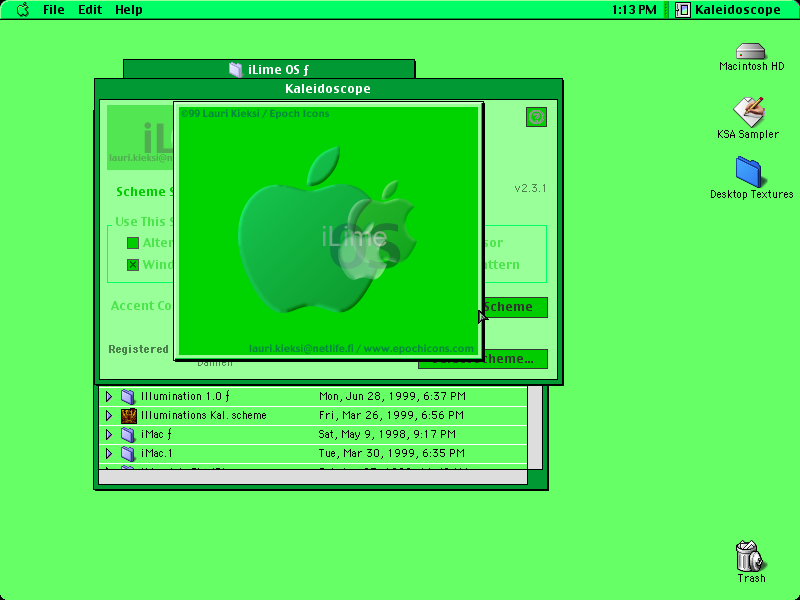 File Edit Help
1:13 PM Kaleidoscope
iLime OS ƒ
Kaleidoscope
©99 Lauri Kieksi / Epoch Icons
lauri.kieksi@n
Scheme S
v2.3.1
Use This S
Alter
sor
Wind
ttern
iLime
OS
Accent Co
Scheme
Registered
lauri.kieksi@netlife.fi / www.epochicons.com
Damien
Illumination 1.0 ƒ Mon, Jun 28, 1999, 6:37 PM
Illuminations Kal. scheme Fri, Mar 26, 1999, 6:56 PM
iMac ƒ Sat, May 9, 1998, 9:17 PM
iMac.1 Tue, Mar 30, 1999, 6:35 PM
Macintosh HD
KSA Sampler
Desktop Textures
Trash